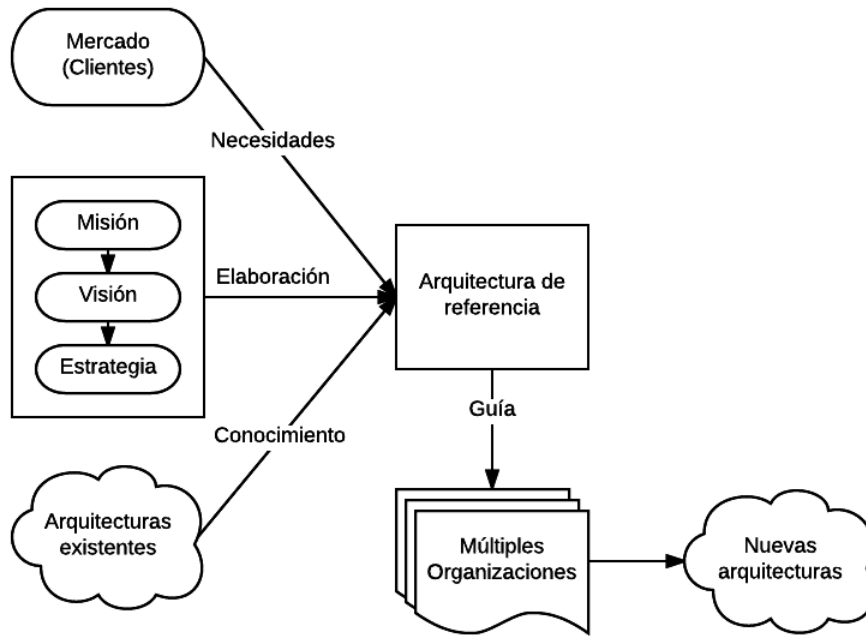 Mercado
(Clientes)
Necesidades
Misión
Visión
Estrategia
Elaboración
Arquitectura de
referencia
Conocimiento
Guía
Arquitecturas
existentes
Múltiples
Organizaciones
Nuevas
arquitecturas